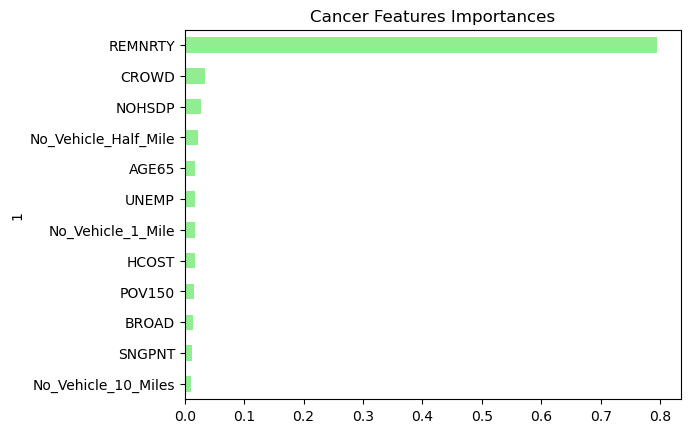 Cancer Features Importances
REMNRTY
CROWD
NOHSDP
No_Vehicle_Half_Mile
AGE65
UNEMP
No_Vehicle_1_Mile
HCOST
POV150
BROAD
SNGPNT
No_Vehicle_10_Miles
1
0.0 0.1 0.2 0.3 0.4 0.5 0.6 0.7 0.8